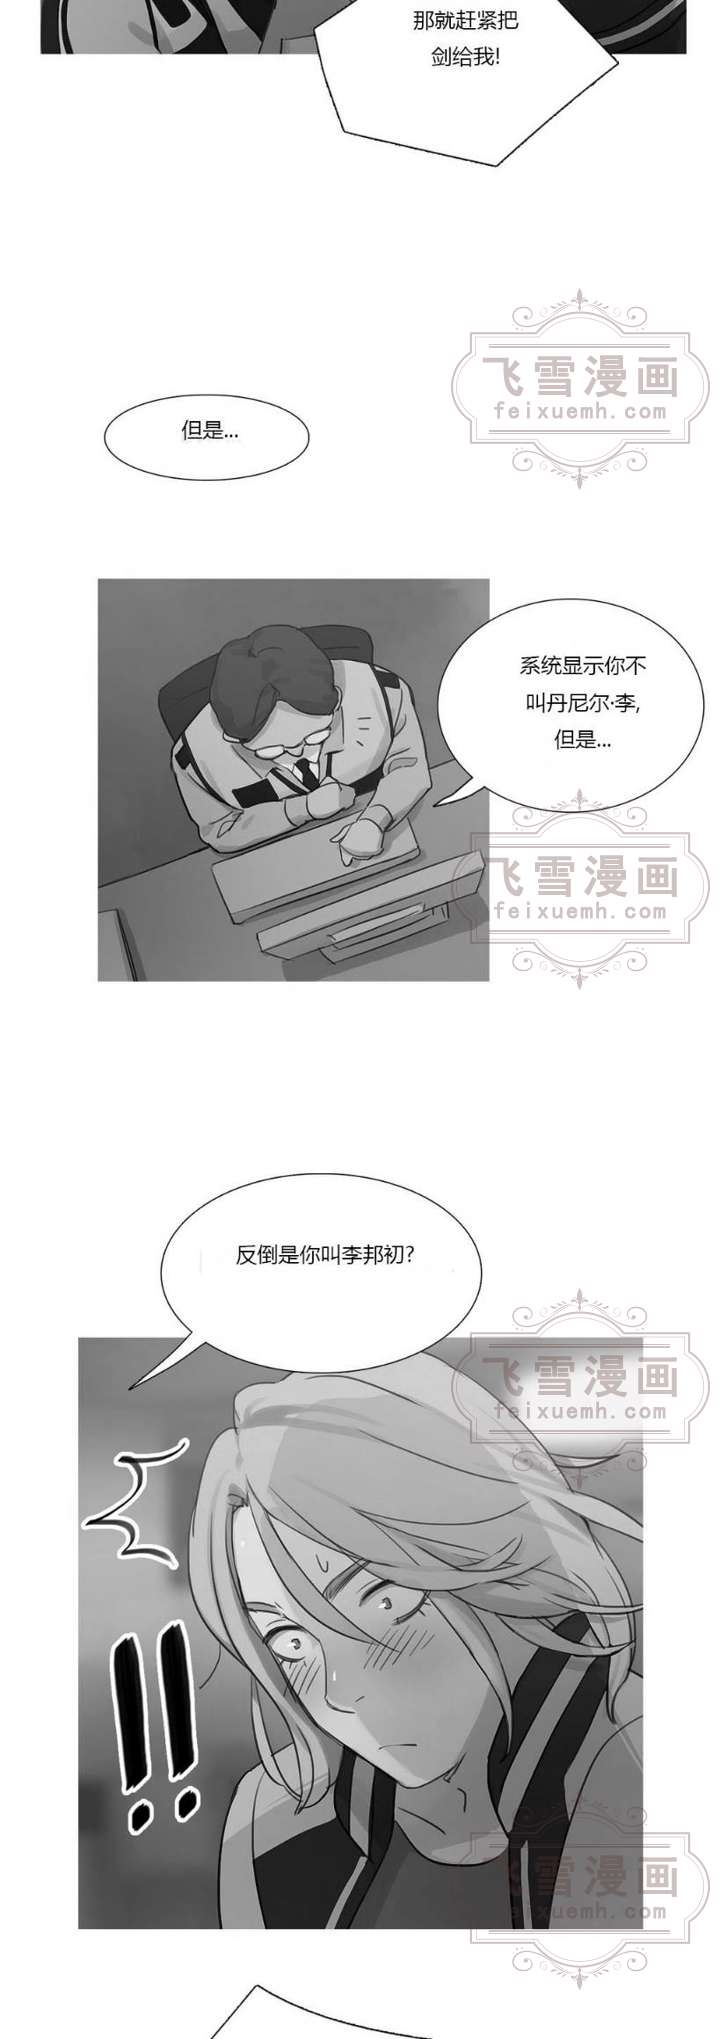 那就赶紧把
剑给我!
飞雪漫画
feixuemh.com
但是...
系统显示你不
叫丹尼尔·李,
但是...
飞雪漫画
feixuemh.com
反倒是你叫李邦初?
飞雪漫画
feixuemh.com
!!
飞雪漫画
feixuemh.com